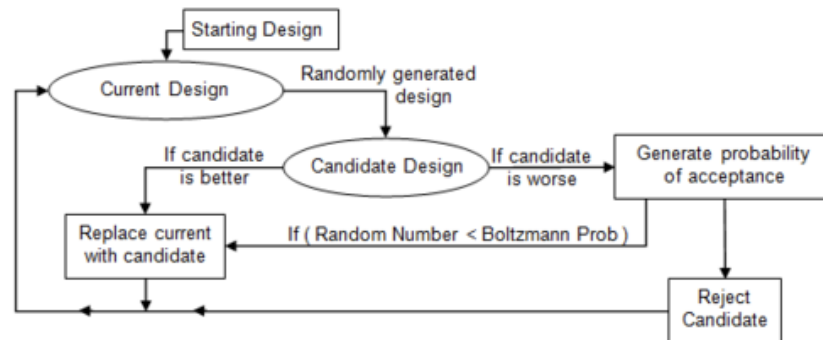 Starting Design
Current Design
Randomly generated
design
If candidate
is better
Candidate Design
If candidate
is worse
Generate probability
of acceptance
Replace current
with candidate
If ( Random Number < Boltzmann Prob )
Reject
Candidate